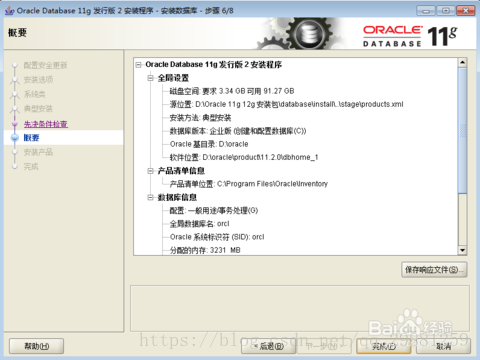 Oracle Database 11g 发行版 2 安装程序 - 安装数据库 - 步骤 6/8
概要
ORACLE
DATABASE 11g
配置安全更新
安装选项
系统类
典型安装
先决条件检查
概要
安装产品
完成
Oracle Database 11g 发行版 2 安装程序
全局设置
磁盘空间: 要求 3.34 GB 可用 81.27 GB
源位置: D:\Oracle 11g 12g 安装包\database\install\..\stage\products.xml
安装方法: 典型安装
数据库版本: 企业版 (创建和配置数据库(C))
Oracle 基目录: D:\oracle
软件位置: D:\oracle\product\11.2.0\dbhome_1
产品清单信息
产品清单位置: C:\Program Files\Oracle\Inventory
数据库信息
配置: 一般用途/事务处理(G)
全局数据库名: orcl
Oracle 系统标识符 (SID): orcl
分配的内存: 3231 MB
保存响应文件(S)...
Baidu 经验
帮助(H)
< 后退(B)
下一步(N) >
完成(F)
取消